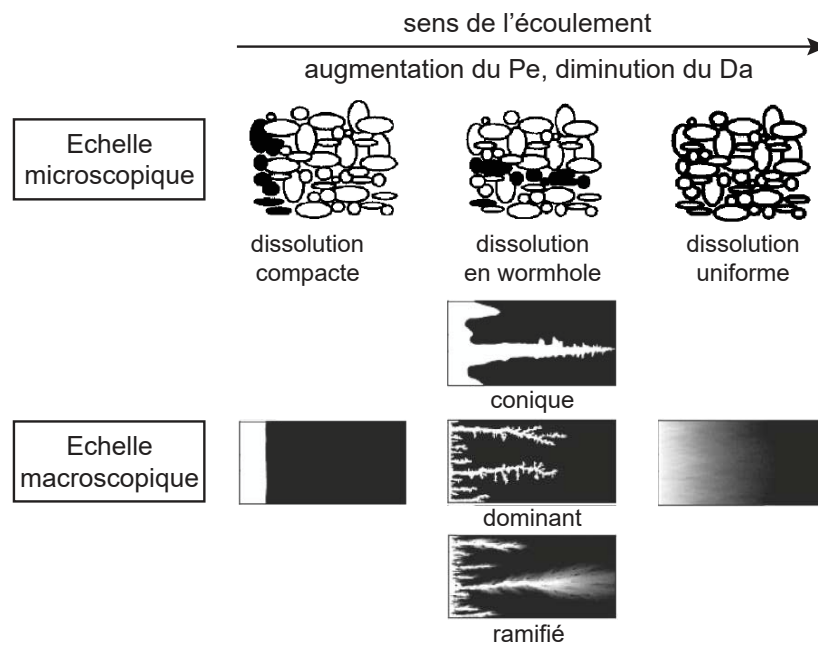 sens de l’écoulement
augmentation du Pe, diminution du Da
Echelle
microscopique
dissolution
compacte
dissolution
en wormhole
dissolution
uniforme
conique
Echelle
macroscopique
dominant
ramifié